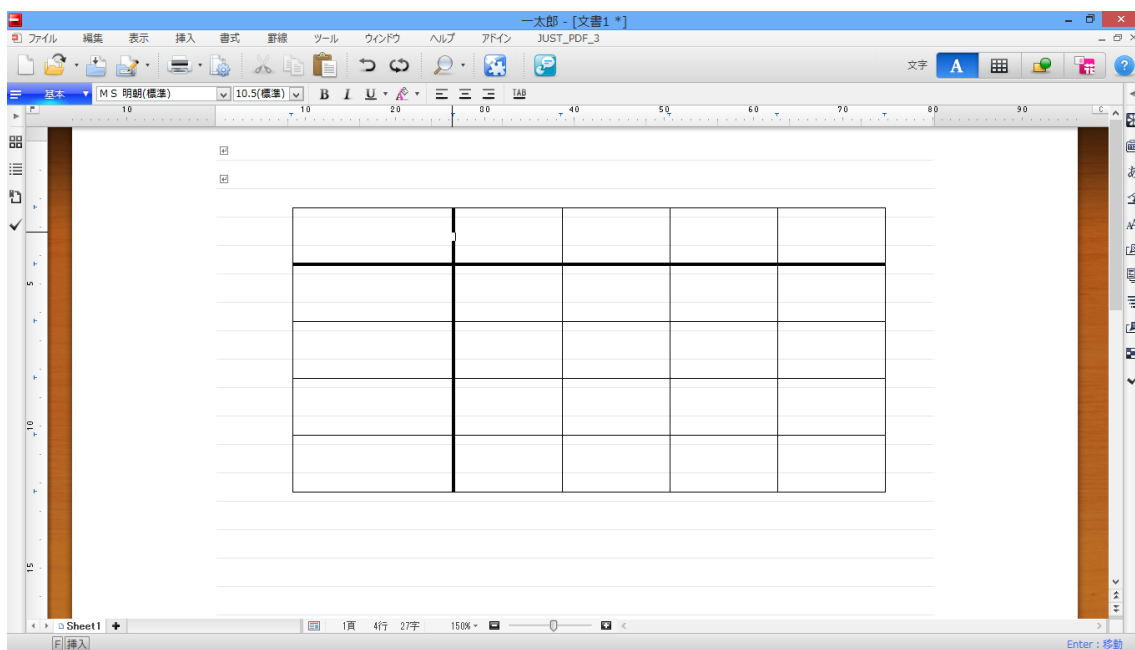 一太郎 - [文書1 *]
ファイル 編集 表示 挿入 書式 罫線 ツール ウィンドウ ヘルプ アドイン JUST_PDF_3
文字 A
基本 MS 明朝(標準) 10.5(標準) B I U TAB
10 10 20 30 40 50 60 70 80 90
5
10
15
Sheet1 1頁 4行 27字 150%
F 挿入 Enter : 移動